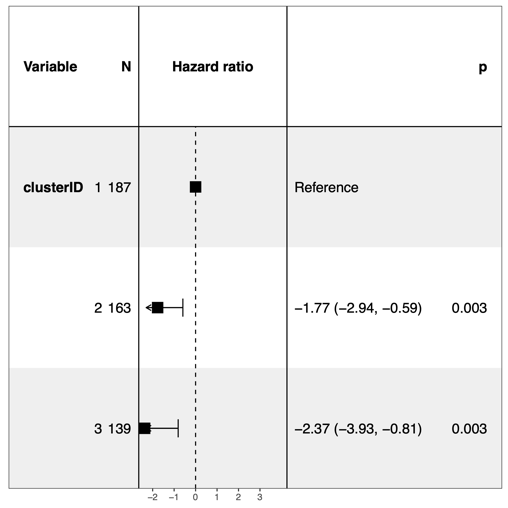 Variable N Hazard ratio p
clusterID 1 187 Reference
2 163 −1.77 (−2.94, −0.59) 0.003
3 139 −2.37 (−3.93, −0.81) 0.003
−2 −1 0 1 2 3